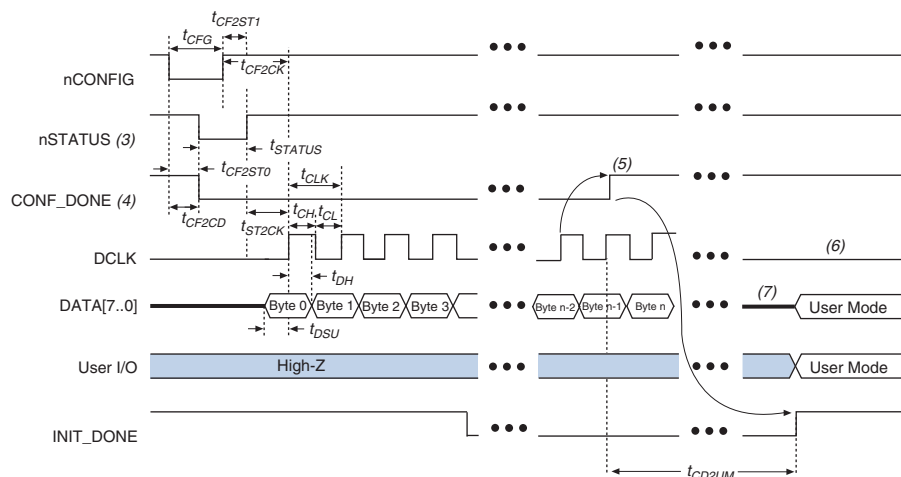 tCF2ST1
tCFG
tCF2CK
nCONFIG
nSTATUS (3)
tSTATUS
tCF2ST0
(5)
tCLK
CONF_DONE (4)
tCF2CD
tST2CK
tCH
tCL
DCLK
(6)
tDH
DATA[7..0]
Byte 0
Byte 1
Byte 2
Byte 3
Byte n-2
Byte n-1
Byte n
(7)
User Mode
tDSU
User I/O
High-Z
User Mode
INIT_DONE
tCD2UM